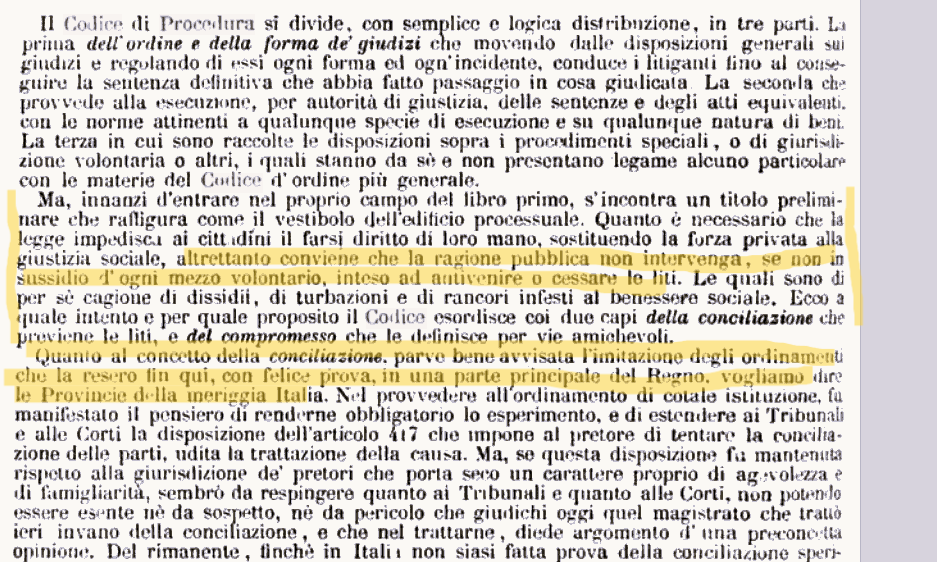 Il Codice di Procedura si divide, con semplice e logica distribuzione, in tre parti. La
prima dell'ordine e della forma de' giudizi che movendo dalle disposizioni generali sui
giudizi e regolando di essi ogni forma ed ogn'incidente, conduce i litiganti fino al conse-
guire la sentenza definitiva che abbia fatto passaggio in cosa giudicata. La seconda che
provvede alla esecuzione, per autorità di giustizia, delle sentenze e degli atti equivalenti,
con le norme attinenti a qualunque specie di esecuzione e su qualunque natura di beni.
La terza in cui sono raccolte le disposizioni sopra i procedimenti speciali, o di giurisdi-
zione volontaria o altri, i quali stanno da sè e non presentano legame alcuno particolare
con le materie del Codice d'ordine più generale.
Ma, innanzi d'entrare nel proprio campo del libro primo, s'incontra un titolo prelimi-
nare che raffigura come il vestibolo dell'edificio processuale. Quanto è necessario che la
legge impedisca ai cittadini il farsi diritto di loro mano, sostituendo la forza privata alla
giustizia sociale, altrettanto conviene che la ragione pubblica non intervenga, se non in
sussidio d'ogni mezzo volontario, inteso ad antivenire o cessare le liti. Le quali sono di
per sè cagione di dissidii, di turbazioni e di rancori infesti al benessere sociale. Ecco a
quale intento e per quale proposito il Codice esordisce coi due capi della conciliazione che
previene le liti, e del compromesso che le definisce per vie amichevoli.
Quanto al concetto della conciliazione, parve bene avvisata l'imitazione degli ordinamenti
che la resero fin qui, con felice prova, in una parte principale del Regno, vogliamo dire
le Provincie della meriggia Italia. Nel provvedere all'ordinamento di cotale istituzione, fu
manifestato il pensiero di renderne obbligatorio lo esperimento, e di estendere ai Tribunali
e alle Corti la disposizione dell'articolo 417 che impone al pretore di tentare la concilia-
zione delle parti, udita la trattazione della causa. Ma, se questa disposizione fu mantenuta
rispetto alla giurisdizione de' pretori che porta seco un carattere proprio di agevolezza e
di famigliarità, sembrò da respingere quanto ai Tribunali e quanto alle Corti, non potendo
essere esente nè da sospetto, nè da pericolo che giudichi oggi quel magistrato che trattò
ieri invano della conciliazione, e che nel trattarne, diede argomento d'una preconcetta
opinione. Del rimanente, finchè in Italia non siasi fatta prova della conciliazione speri-